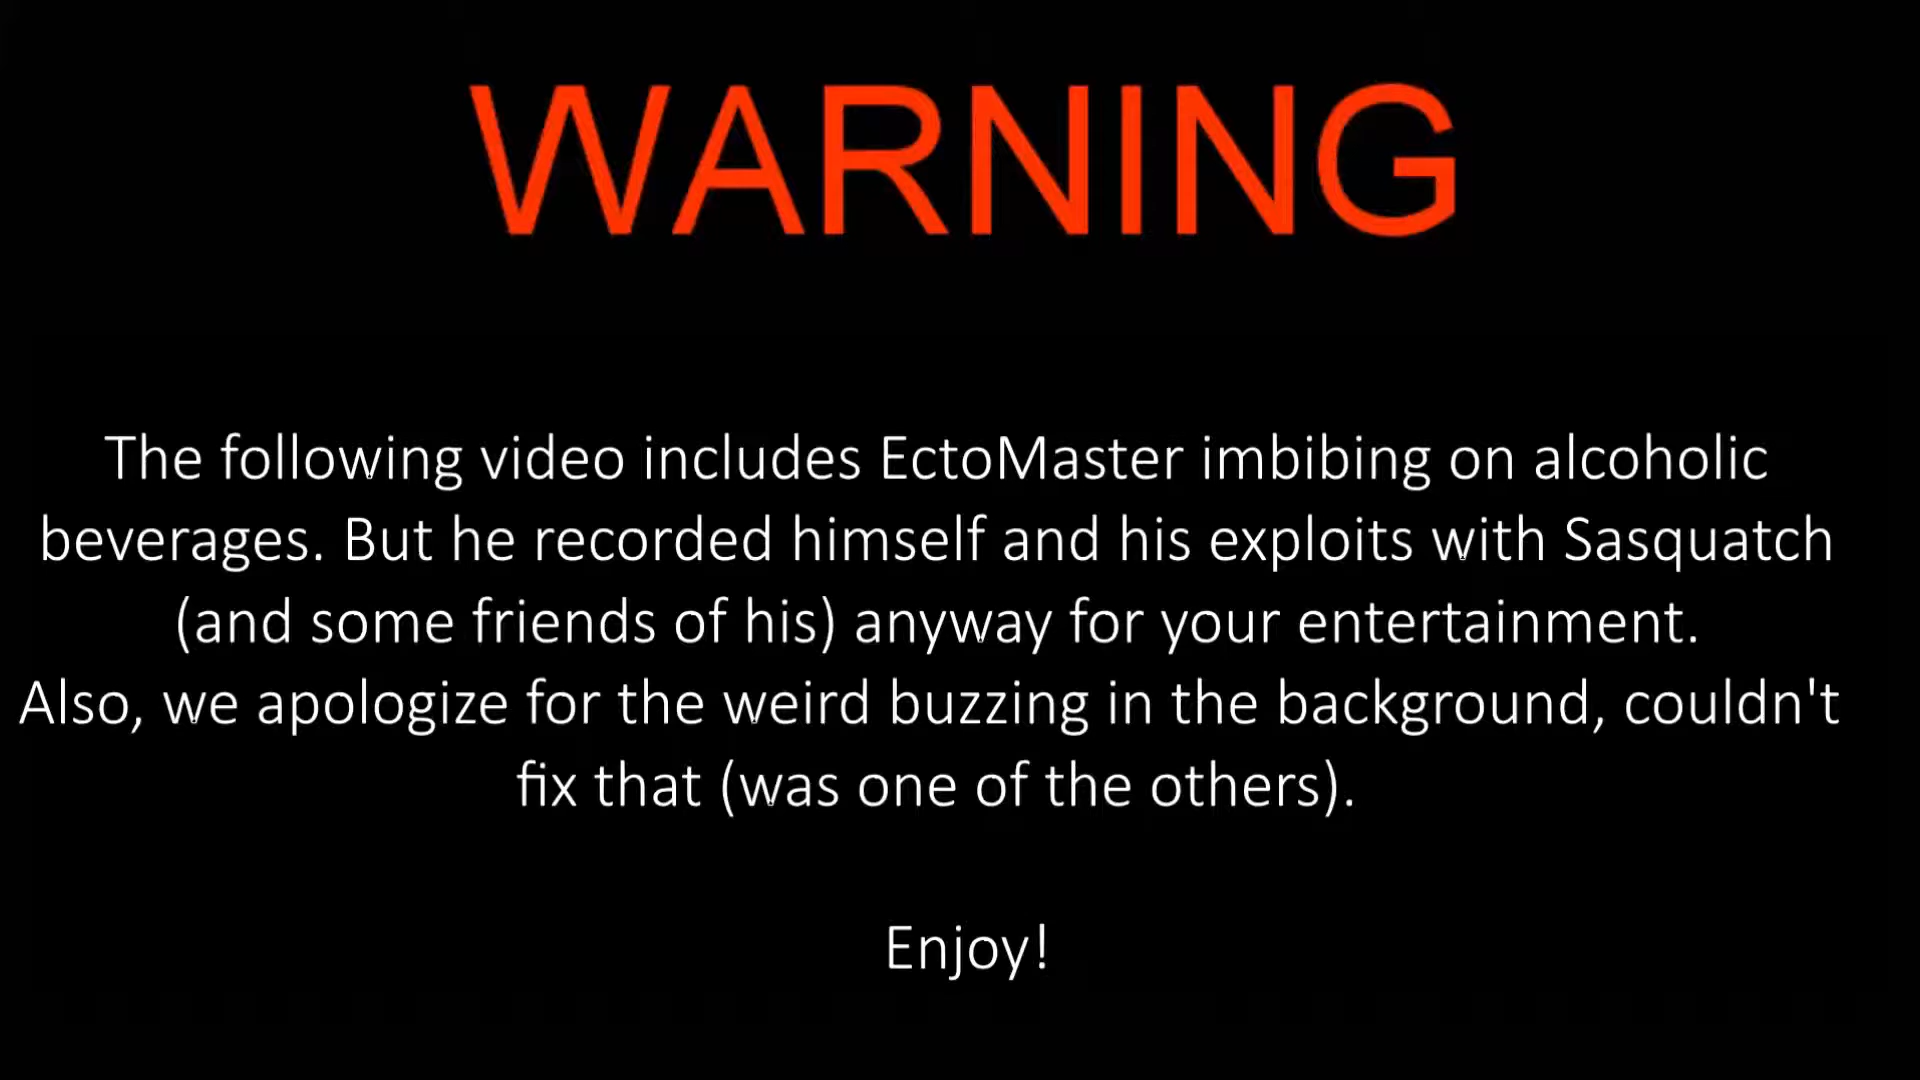 WARNING
The following video includes EctoMaster imbibing on alcoholic
beverages. But he recorded himself and his exploits with Sasquatch
(and some friends of his) anyway for your entertainment.
Also, we apologize for the weird buzzing in the background, couldn't
fix that (was one of the others).
Enjoy!